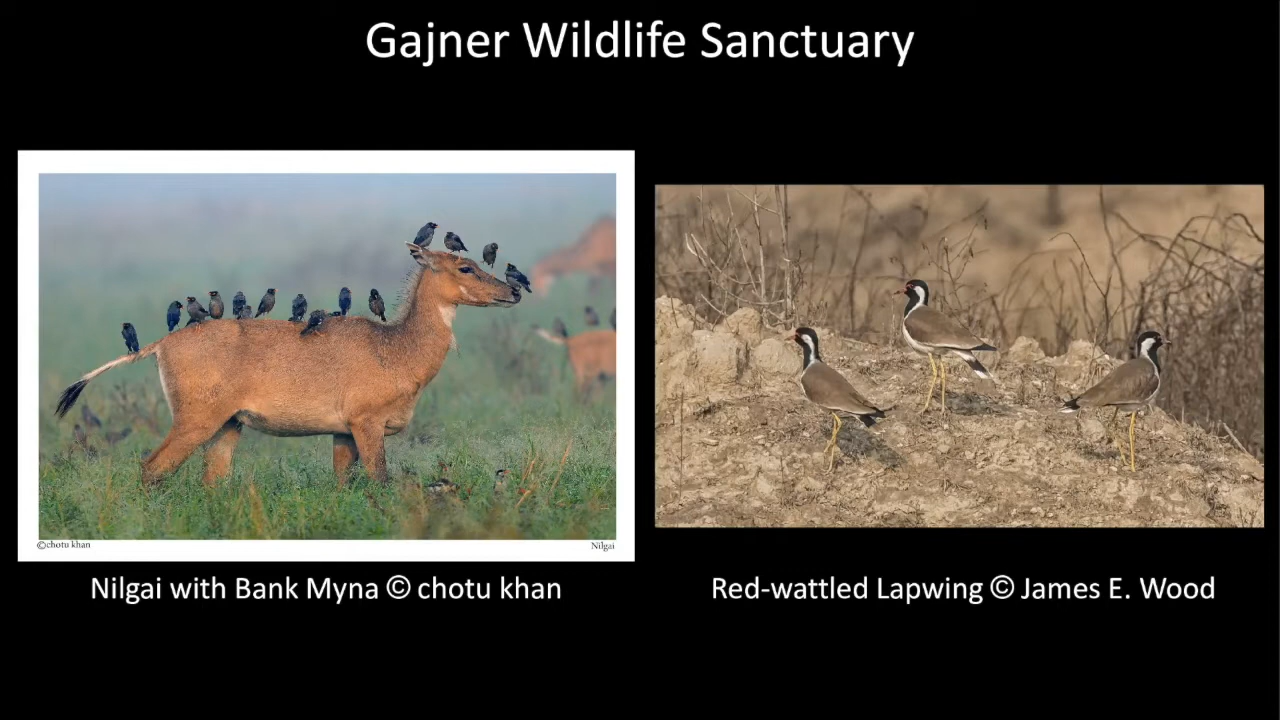 Gajner Wildlife Sanctuary
©chotu khan
Nilgai
Nilgai with Bank Myna © chotu khan
Red-wattled Lapwing © James E. Wood